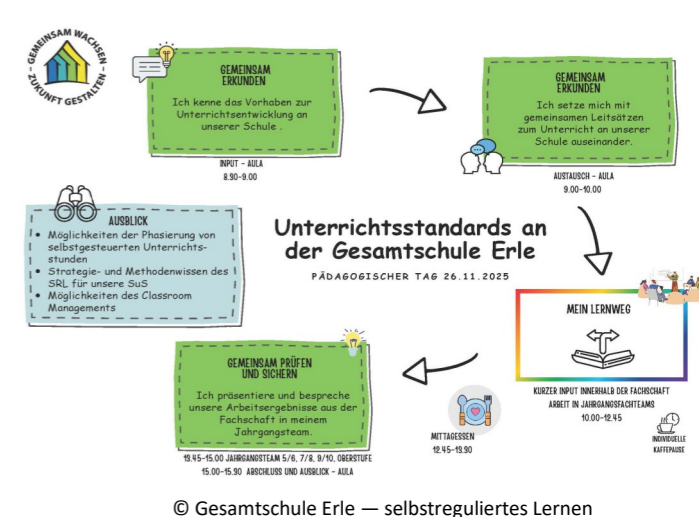 GEMEINSAM WACHSEN - ZUKUNFT GESTALTEN -
GEMEINSAM
ERKUNDEN
Ich kenne das Vorhaben zur
Unterrichtsentwicklung an
unserer Schule .
INPUT - AULA
8.30-9.00
GEMEINSAM
ERKUNDEN
Ich setze mich mit
gemeinsamen Leitsätzen
zum Unterricht an unserer
Schule auseinander.
AUSTAUSCH - AULA
9.00-10.00
AUSBLICK
• Möglichkeiten der Phasierung von
selbstgesteuerten Unterrichts-
stunden
• Strategie- und Methodenwissen des
SRL für unsere SuS
• Möglichkeiten des Classroom
Managements
Unterrichtsstandards an
der Gesamtschule Erle
PÄDAGOGISCHER TAG 26.11.2025
MEIN LERNWEG
KURZER INPUT INNERHALB DER FACHSCHAFT
ARBEIT IN JAHRGANGSFACHTEAMS
10.00-12.45
INDIVIDUELLE
KAFFEEPAUSE
MITTAGESSEN
12.45-13.30
GEMEINSAM PRÜFEN
UND SICHERN
Ich präsentiere und bespreche
unsere Arbeitsergebnisse aus der
Fachschaft in meinem
Jahrgangsteam.
13.45-15.00 JAHRGANGSTEAM 5/6, 7/8, 9/10, OBERSTUFE
15.00-15.30 ABSCHLUSS UND AUSBLICK - AULA
© Gesamtschule Erle — selbstreguliertes Lernen